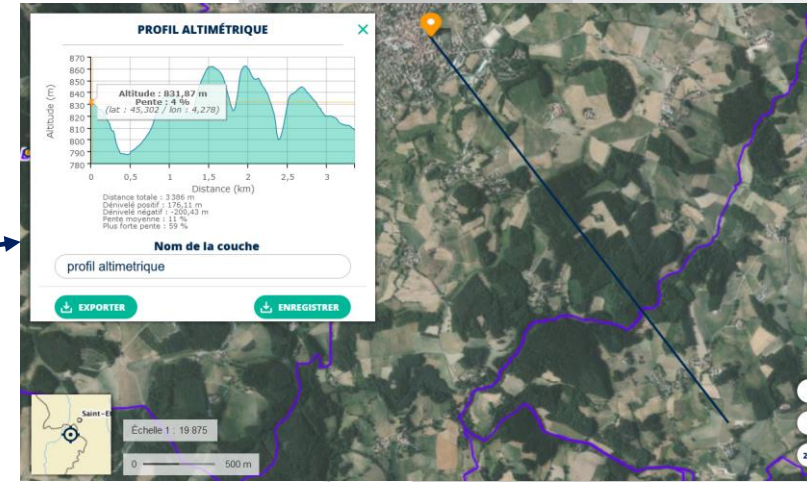 PROFIL ALTIMÉTRIQUE
870
860
850
840
830
820
810
800
790
780
Altitude (m)
Altitude : 831,87 m
Pente : 4 %
(lat : 45,302 / lon : 4,278)
0 0,5 1 1,5 2 2,5 3
Distance (km)
Distance totale : 3 386 m
Dénivelé positif : 176,11 m
Dénivelé négatif : -200,43 m
Pente moyenne : 11 %
Plus forte pente : 59 %
Nom de la couche
profil altimetrique
EXPORTER
ENREGISTRER
Saint-Et
Échelle 1 : 19 875
0 500 m
2